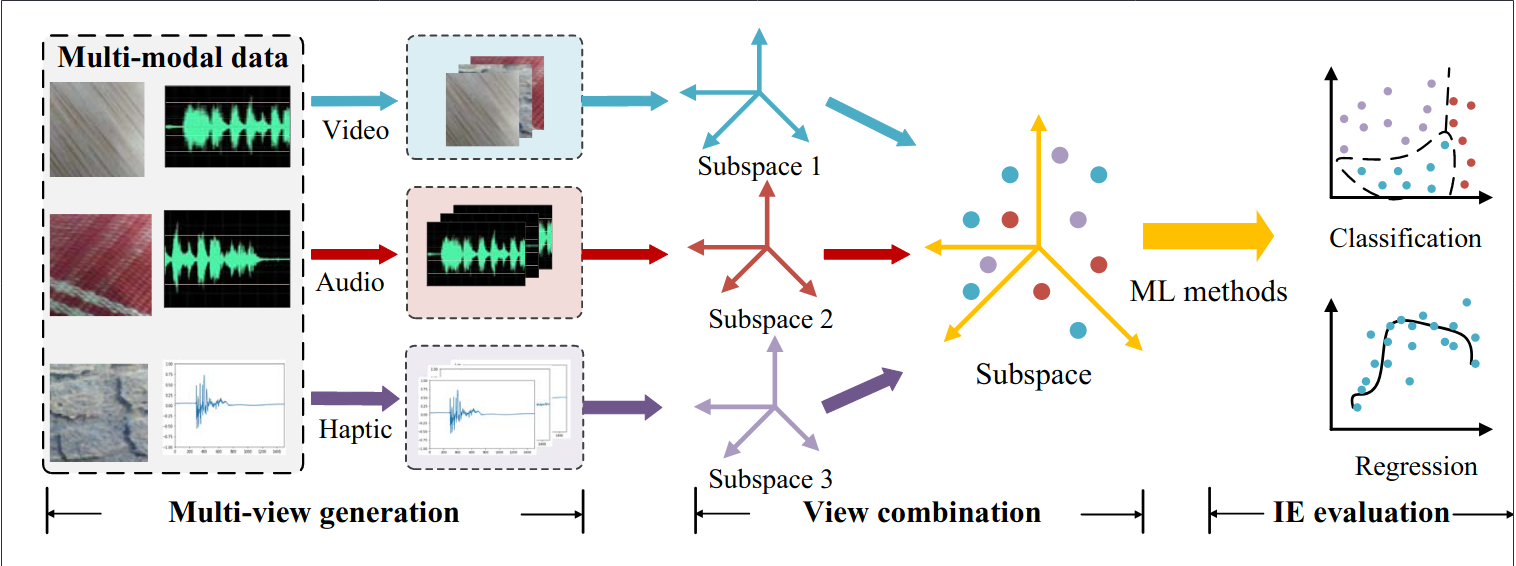 Multi-modal data
Video
Audio
Haptic
Subspace 1
Subspace 2
Subspace 3
Subspace
ML methods
Classification
Regression
Multi-view generation
View combination
IE evaluation